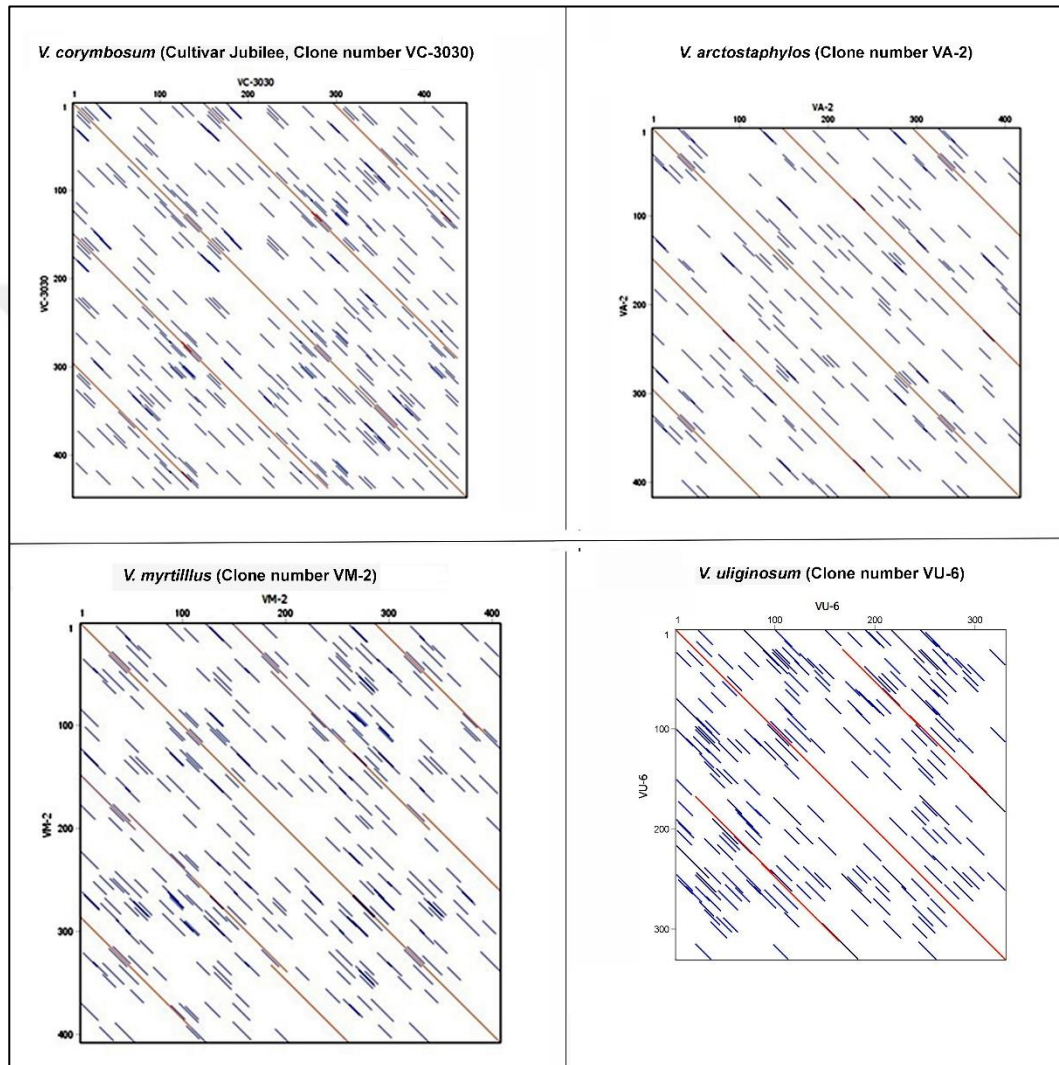 V. corymbosum (Cultivar Jubilee, Clone number VC-3030)
VC-3030
1 100 200 300 400
1
100
200
300
400
VC-3030
V. arctostaphylos (Clone number VA-2)
VA-2
1 100 200 300 400
1
100
200
300
400
VA-2
V. myrtilllus (Clone number VM-2)
VM-2
1 100 200 300 400
1
100
200
300
400
VM-2
V. uliginosum (Clone number VU-6)
VU-6
1 100 200 300
1
100
200
300
VU-6